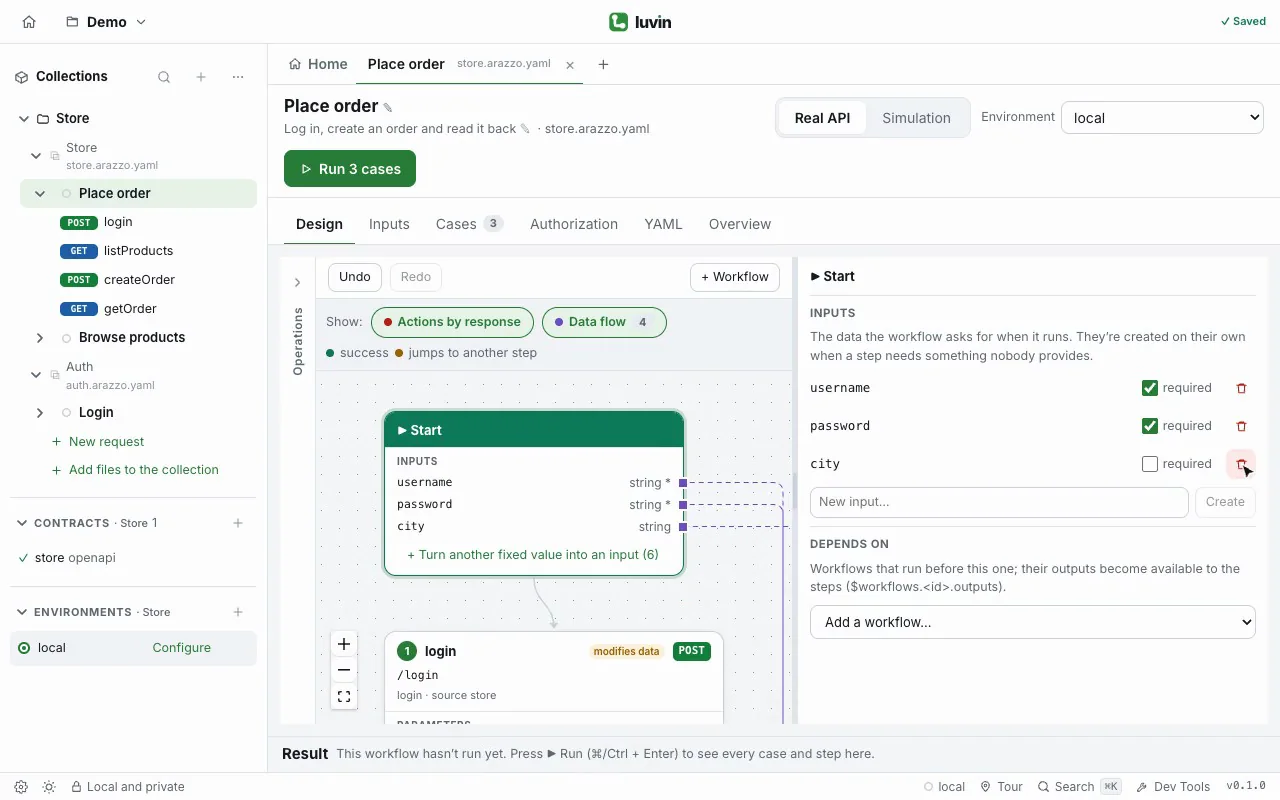 Demo
luvin
✓ Saved
Collections
Store
Store
store.arazzo.yaml
Place order
POST login
GET listProducts
POST createOrder
GET getOrder
Browse products
Auth
auth.arazzo.yaml
Login
+ New request
+ Add files to the collection
CONTRACTS · Store 1
store openapi
ENVIRONMENTS · Store
local Configure
Home
Place order store.arazzo.yaml
Place order
Log in, create an order and read it back · store.arazzo.yaml
Real API Simulation Environment local
Run 3 cases
Design Inputs Cases 3 Authorization YAML Overview
Operations
Undo Redo + Workflow
Show: Actions by response Data flow 4
success jumps to another step
Start
INPUTS
username string *
password string *
city string
+ Turn another fixed value into an input (6)
1 login modifies data POST
/login
login · source store
PARAMETERS
Start
INPUTS
The data the workflow asks for when it runs. They’re created on their own
when a step needs something nobody provides.
username required
password required
city required
New input... Create
DEPENDS ON
Workflows that run before this one; their outputs become available to the
steps ($workflows.<id>.outputs).
Add a workflow...
Result This workflow hasn’t run yet. Press ▶ Run (⌘/Ctrl + Enter) to see every case and step here.
Local and private
local Tour Search ⌘K Dev Tools v0.1.0